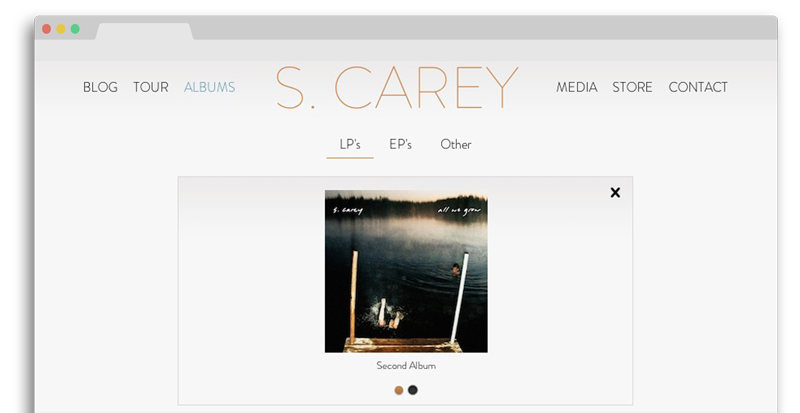 BLOG TOUR ALBUMS S. CAREY MEDIA STORE CONTACT
LP's EP's Other
X
s. carey all we grow
Second Album